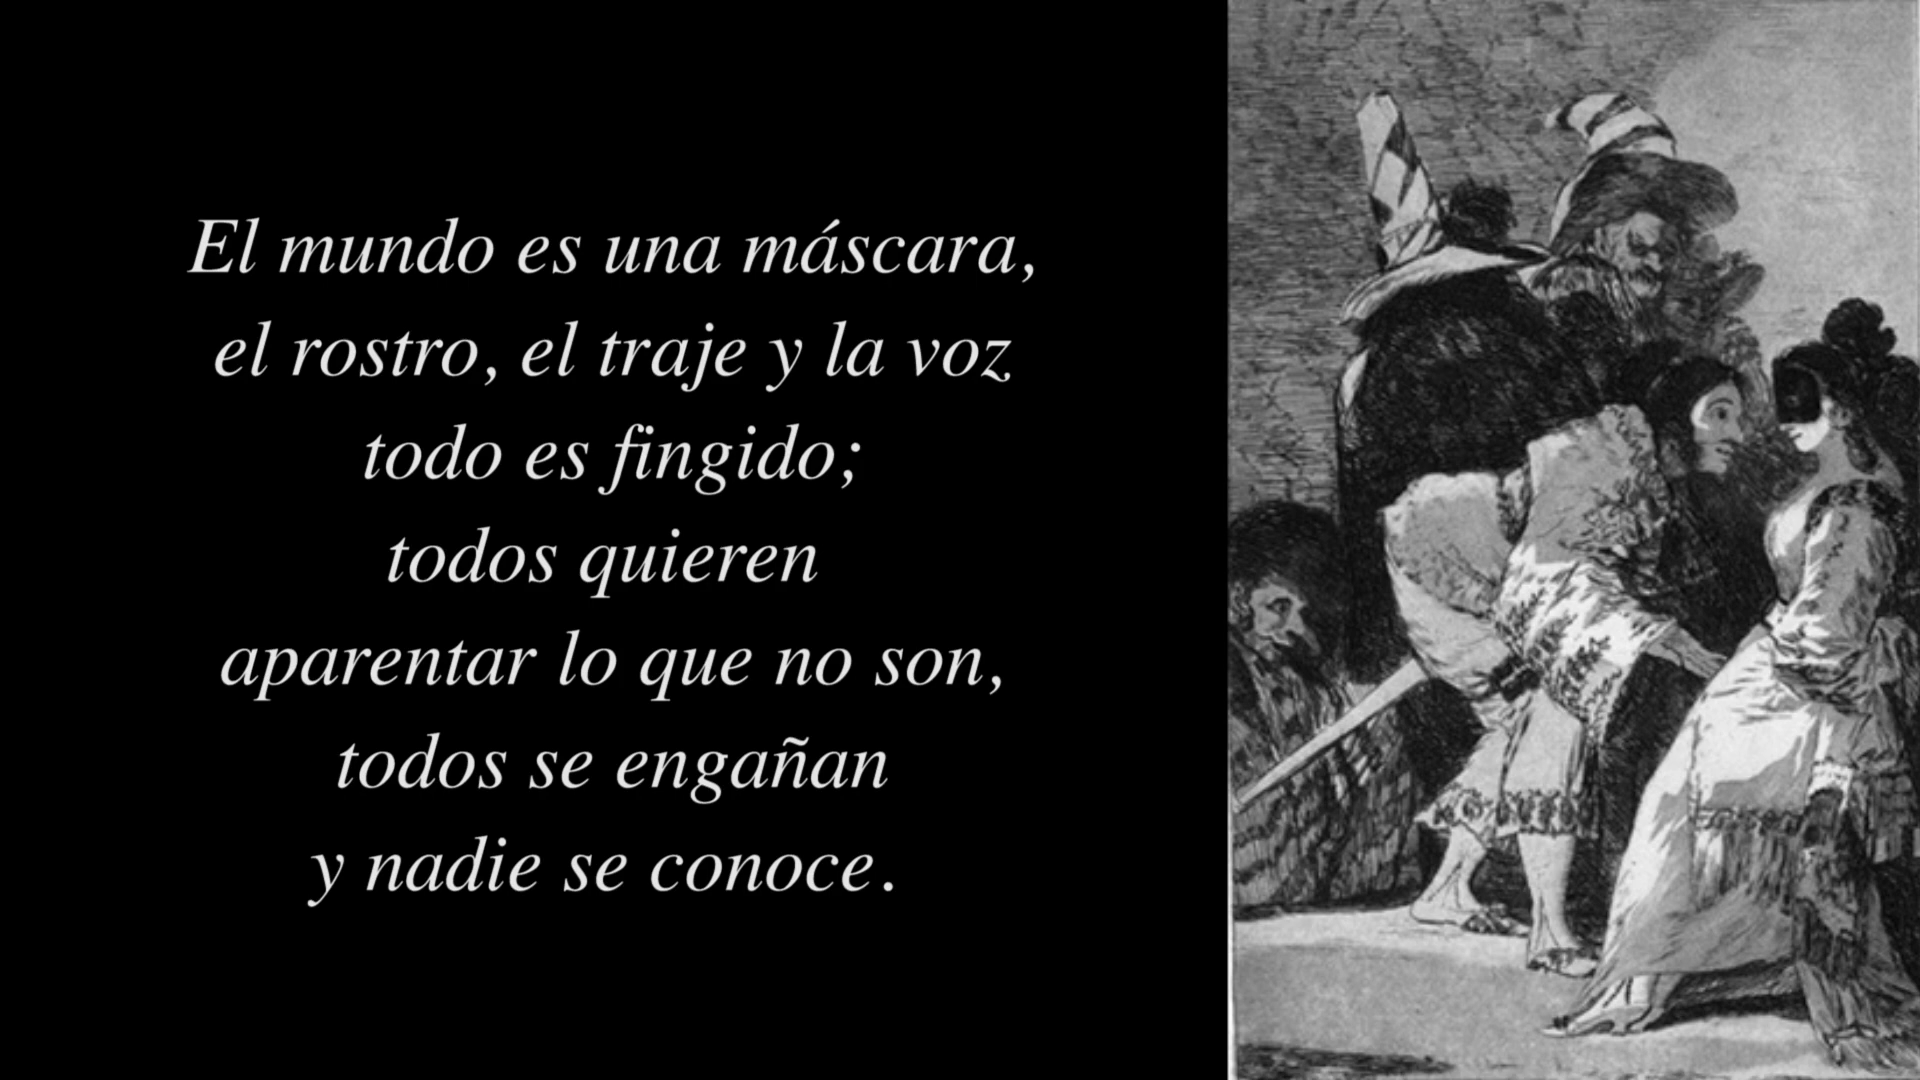 El mundo es una máscara,
el rostro, el traje y la voz
todo es fingido;
todos quieren
aparentar lo que no son,
todos se engañan
y nadie se conoce.